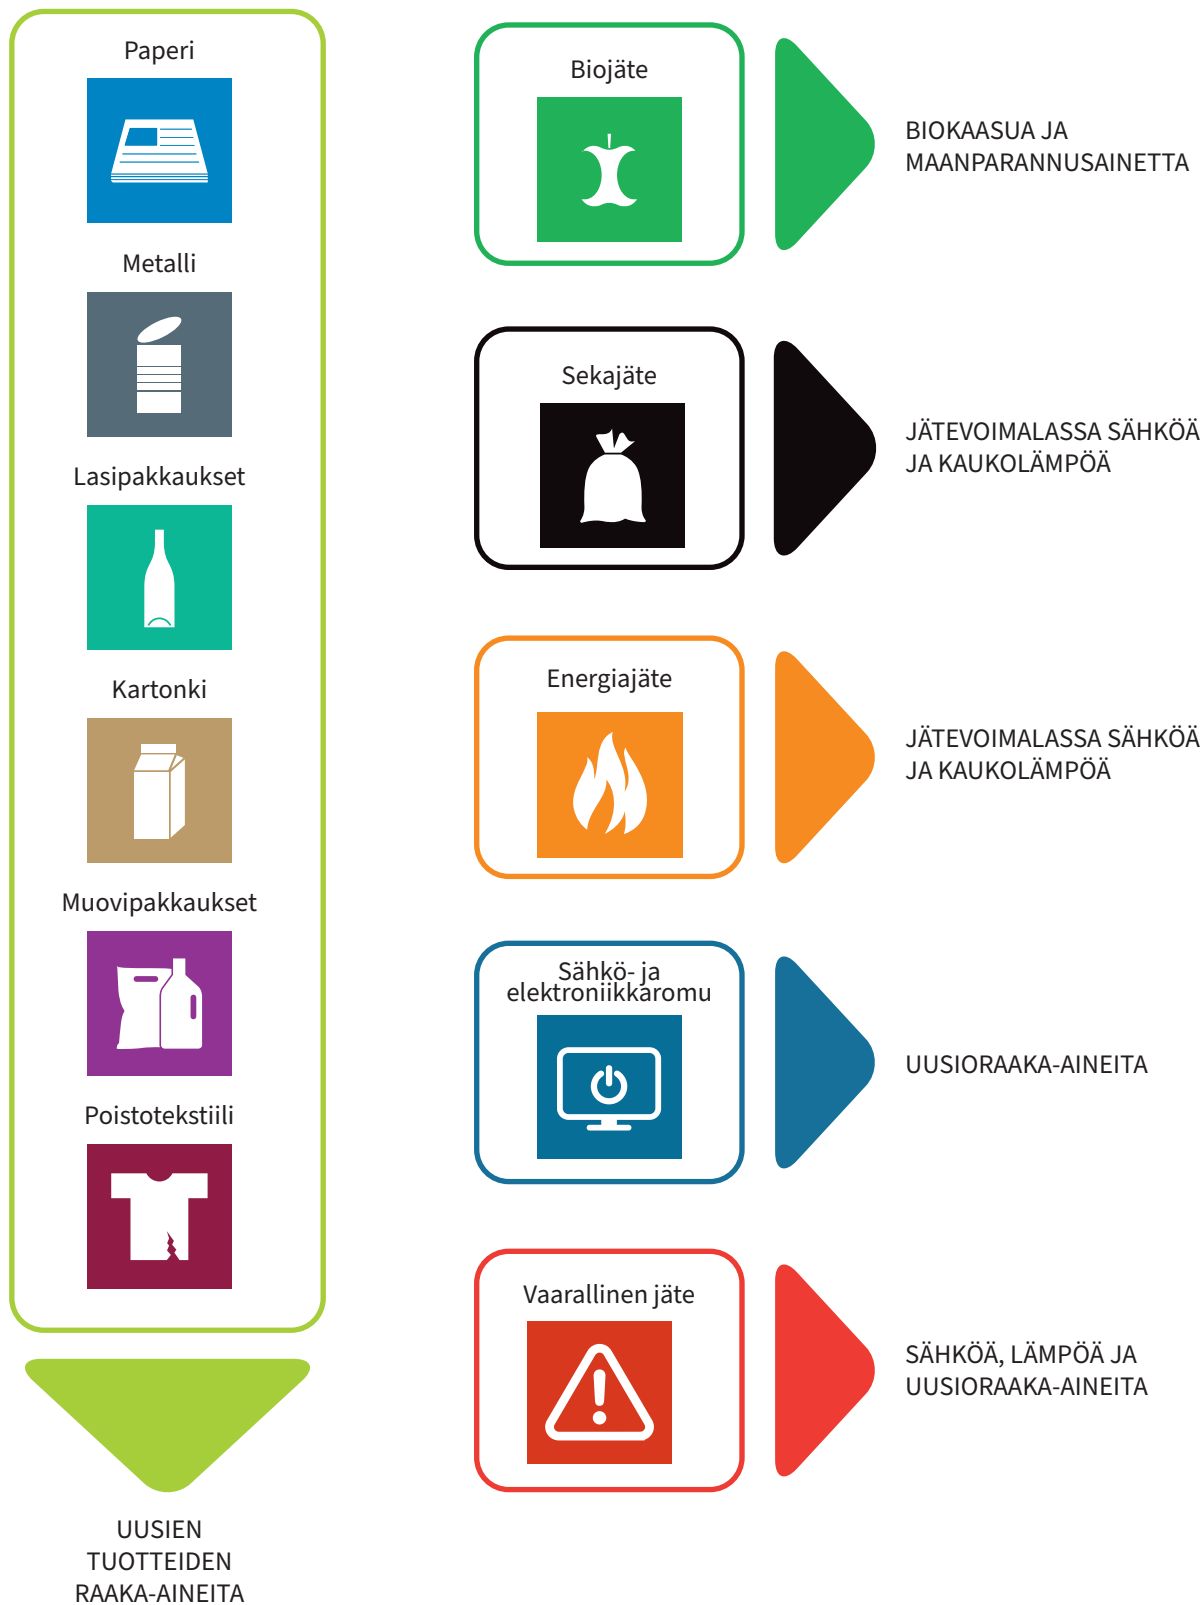 Paperi
Metalli
Lasipakkaukset
Kartonki
Muovipakkaukset
Poistotekstiili
UUSIEN
TUOTTEIDEN
RAAKA-AINEITA
Biojäte
BIOKAASUA JA
MAANPARANNUSAINETTA
Sekajäte
JÄTEVOIMALASSA SÄHKÖÄ
JA KAUKOLÄMPÖÄ
Energiajäte
JÄTEVOIMALASSA SÄHKÖÄ
JA KAUKOLÄMPÖÄ
Sähkö- ja
elektroniikkaromu
UUSIORAAKA-AINEITA
Vaarallinen jäte
SÄHKÖÄ, LÄMPÖÄ JA
UUSIORAAKA-AINEITA